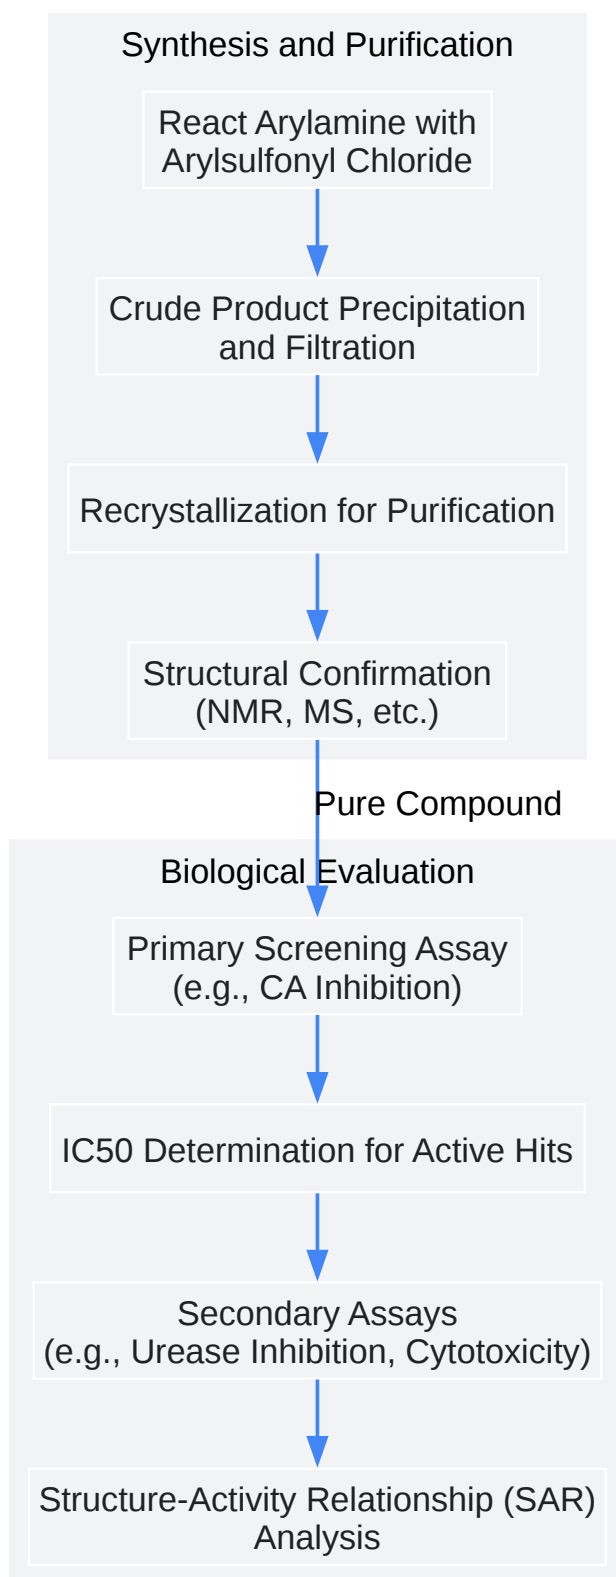 Synthesis and Purification
React Arylamine with
Arylsulfonyl Chloride
Crude Product Precipitation
and Filtration
Recrystallization for Purification
Structural Confirmation
(NMR, MS, etc.)
Pure Compound
Biological Evaluation
Primary Screening Assay
(e.g., CA Inhibition)
IC50 Determination for Active Hits
Secondary Assays
(e.g., Urease Inhibition, Cytotoxicity)
Structure-Activity Relationship (SAR)
Analysis